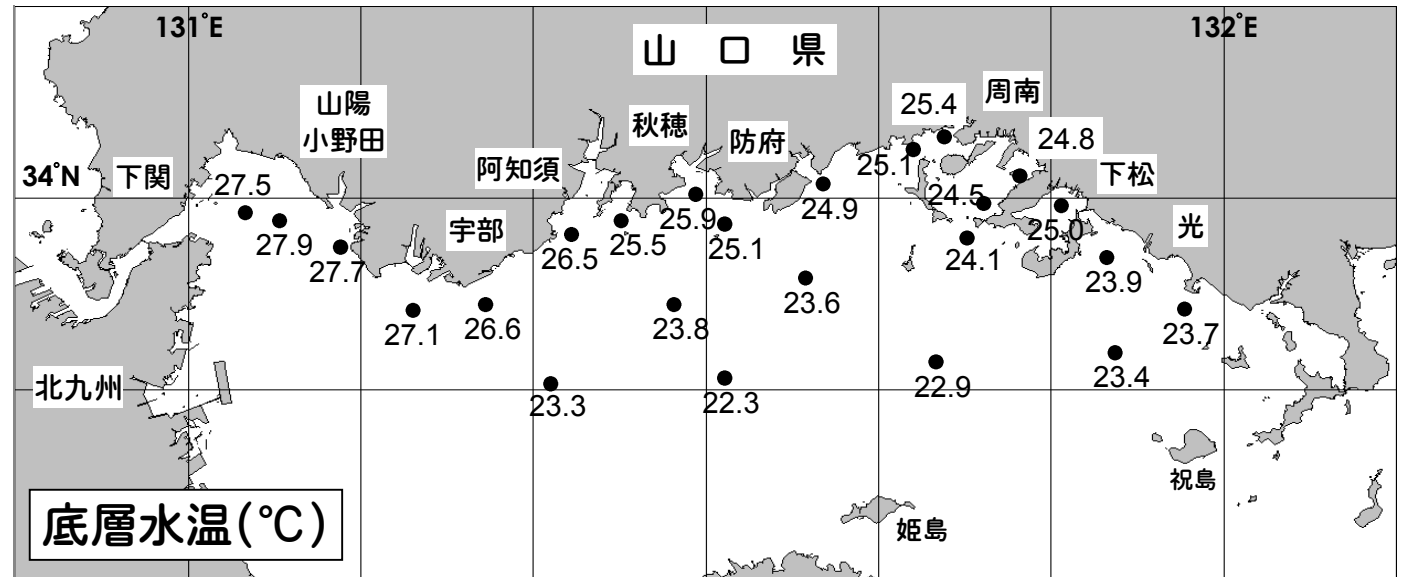 131°E
132°E
山 口 県
山陽
小野田
秋穂
防府
25.4
周南
24.8
34°N
下関
27.5
阿知須
25.1
下松
24.5
24.9
25.9
25.0
光
27.9
宇部
26.5
25.5
25.1
24.1
27.7
23.9
27.1
26.6
23.8
23.6
23.7
北九州
23.3
22.3
22.9
23.4
祝島
姫島
底層水温(℃)